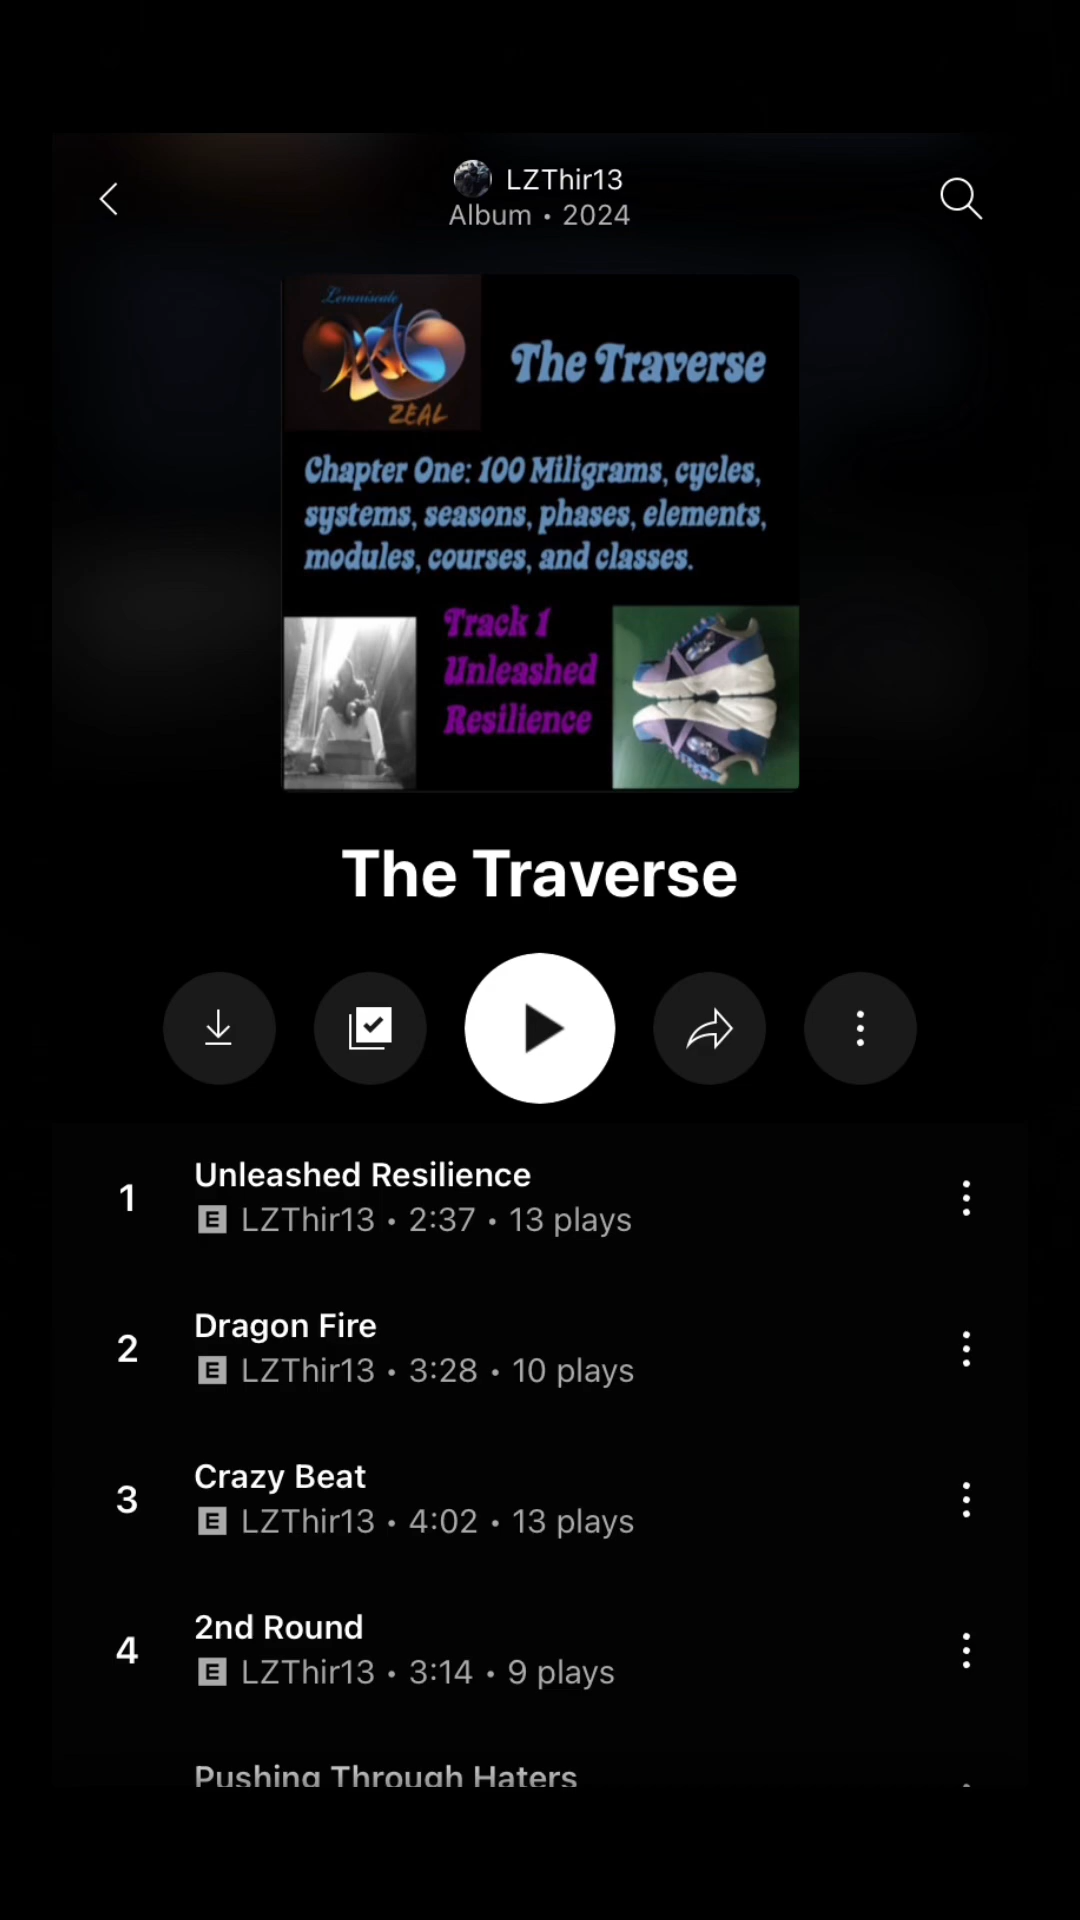 LZThir13
Album • 2024
Lemniscate
ZEAL
The Traverse
Chapter One: 100 Miligrams, cycles,
systems, seasons, phases, elements,
modules, courses, and classes.
Track 1
Unleashed
Resilience
The Traverse
1
Unleashed Resilience
E LZThir13 • 2:37 • 13 plays
2
Dragon Fire
E LZThir13 • 3:28 • 10 plays
3
Crazy Beat
E LZThir13 • 4:02 • 13 plays
4
2nd Round
E LZThir13 • 3:14 • 9 plays
Pushing Through Haters